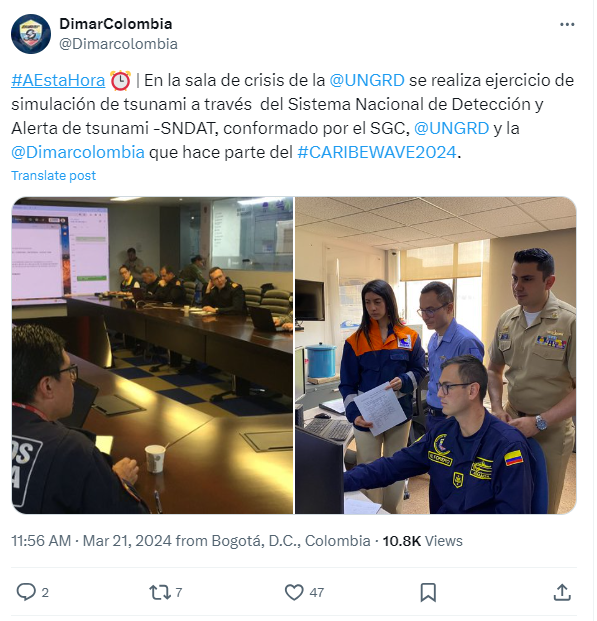 DimarColombia
@Dimarcolombia
#AEstaHora ⏰ | En la sala de crisis de la @UNGRD se realiza ejercicio de
simulación de tsunami a través del Sistema Nacional de Detección y
Alerta de tsunami -SNDAT, conformado por el SGC, @UNGRD y la
@Dimarcolombia que hace parte del #CARIBEWAVE2024.
Translate post
11:56 AM · Mar 21, 2024 from Bogotá, D.C., Colombia · 10.8K Views
2
7
47